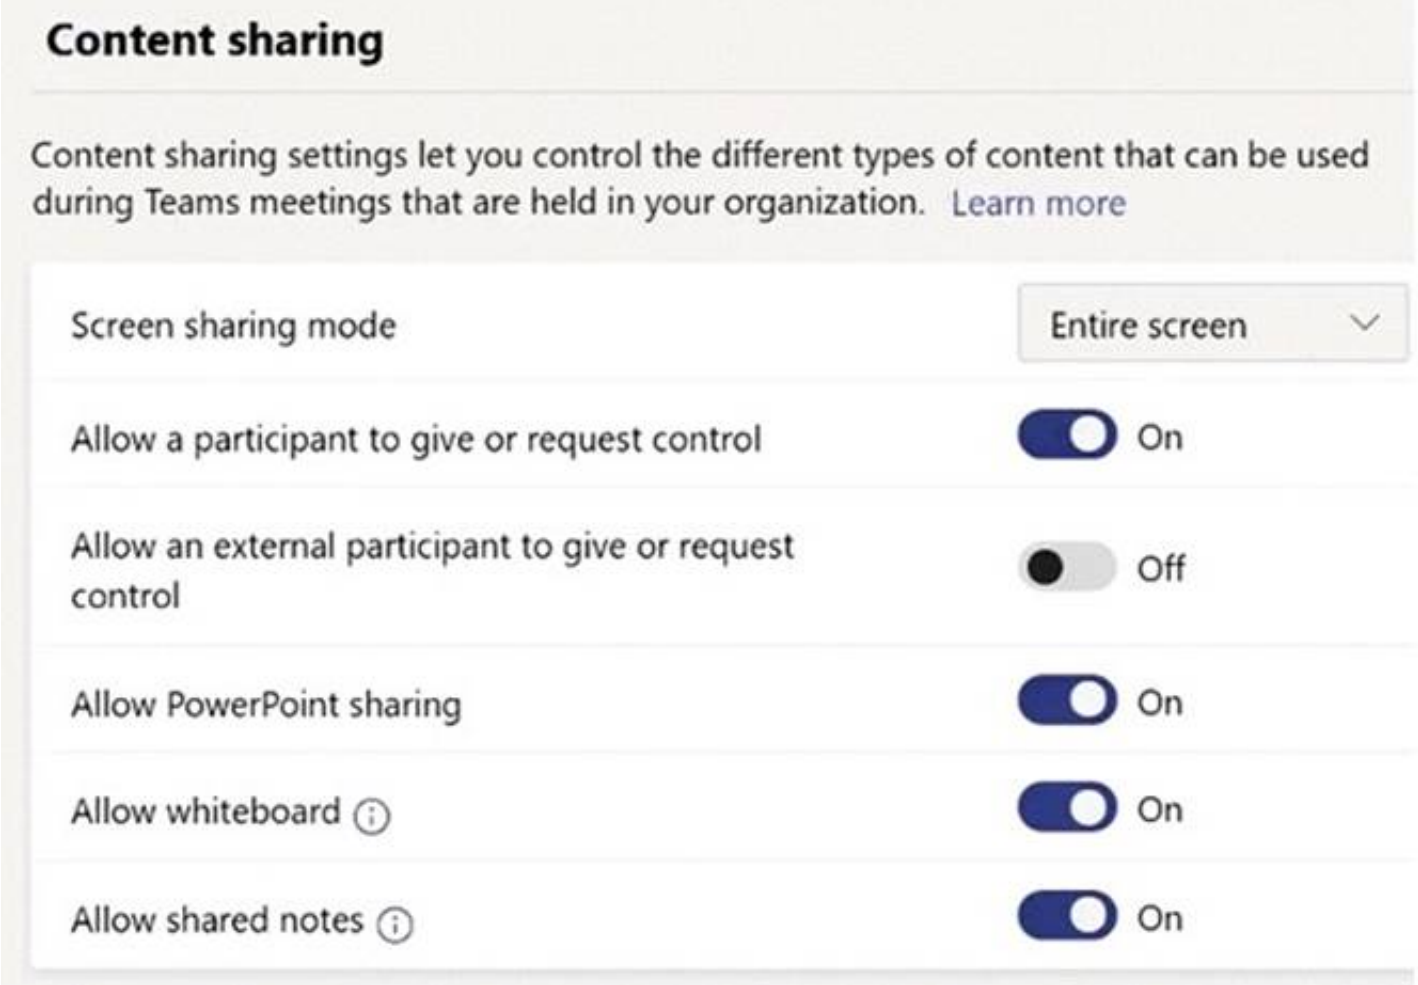 Content sharing
Content sharing settings let you control the different types of content that can be used
during Teams meetings that are held in your organization. Learn more
Screen sharing mode Entire screen
Allow a participant to give or request control On
Allow an external participant to give or request
control
Off
Allow PowerPoint sharing On
Allow whiteboard On
Allow shared notes On